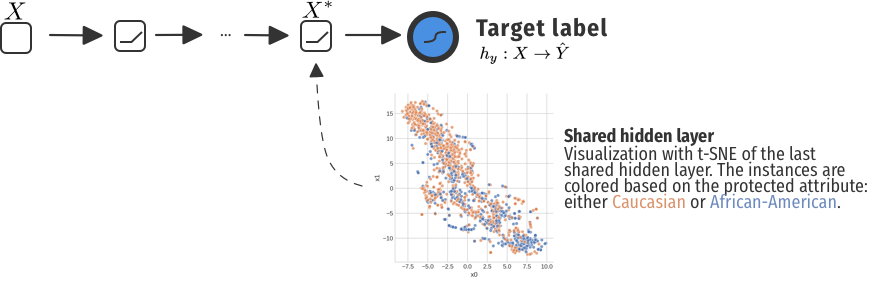 X
X*
...
Target label
h_y : X → Ŷ
Shared hidden layer
Visualization with t-SNE of the last
shared hidden layer. The instances are
colored based on the protected attribute:
either Caucasian or African-American.
15
10
5
0
−5
−10
x1
−7.5 −5.0 −2.5 0.0 2.5 5.0 7.5 10.0
x0